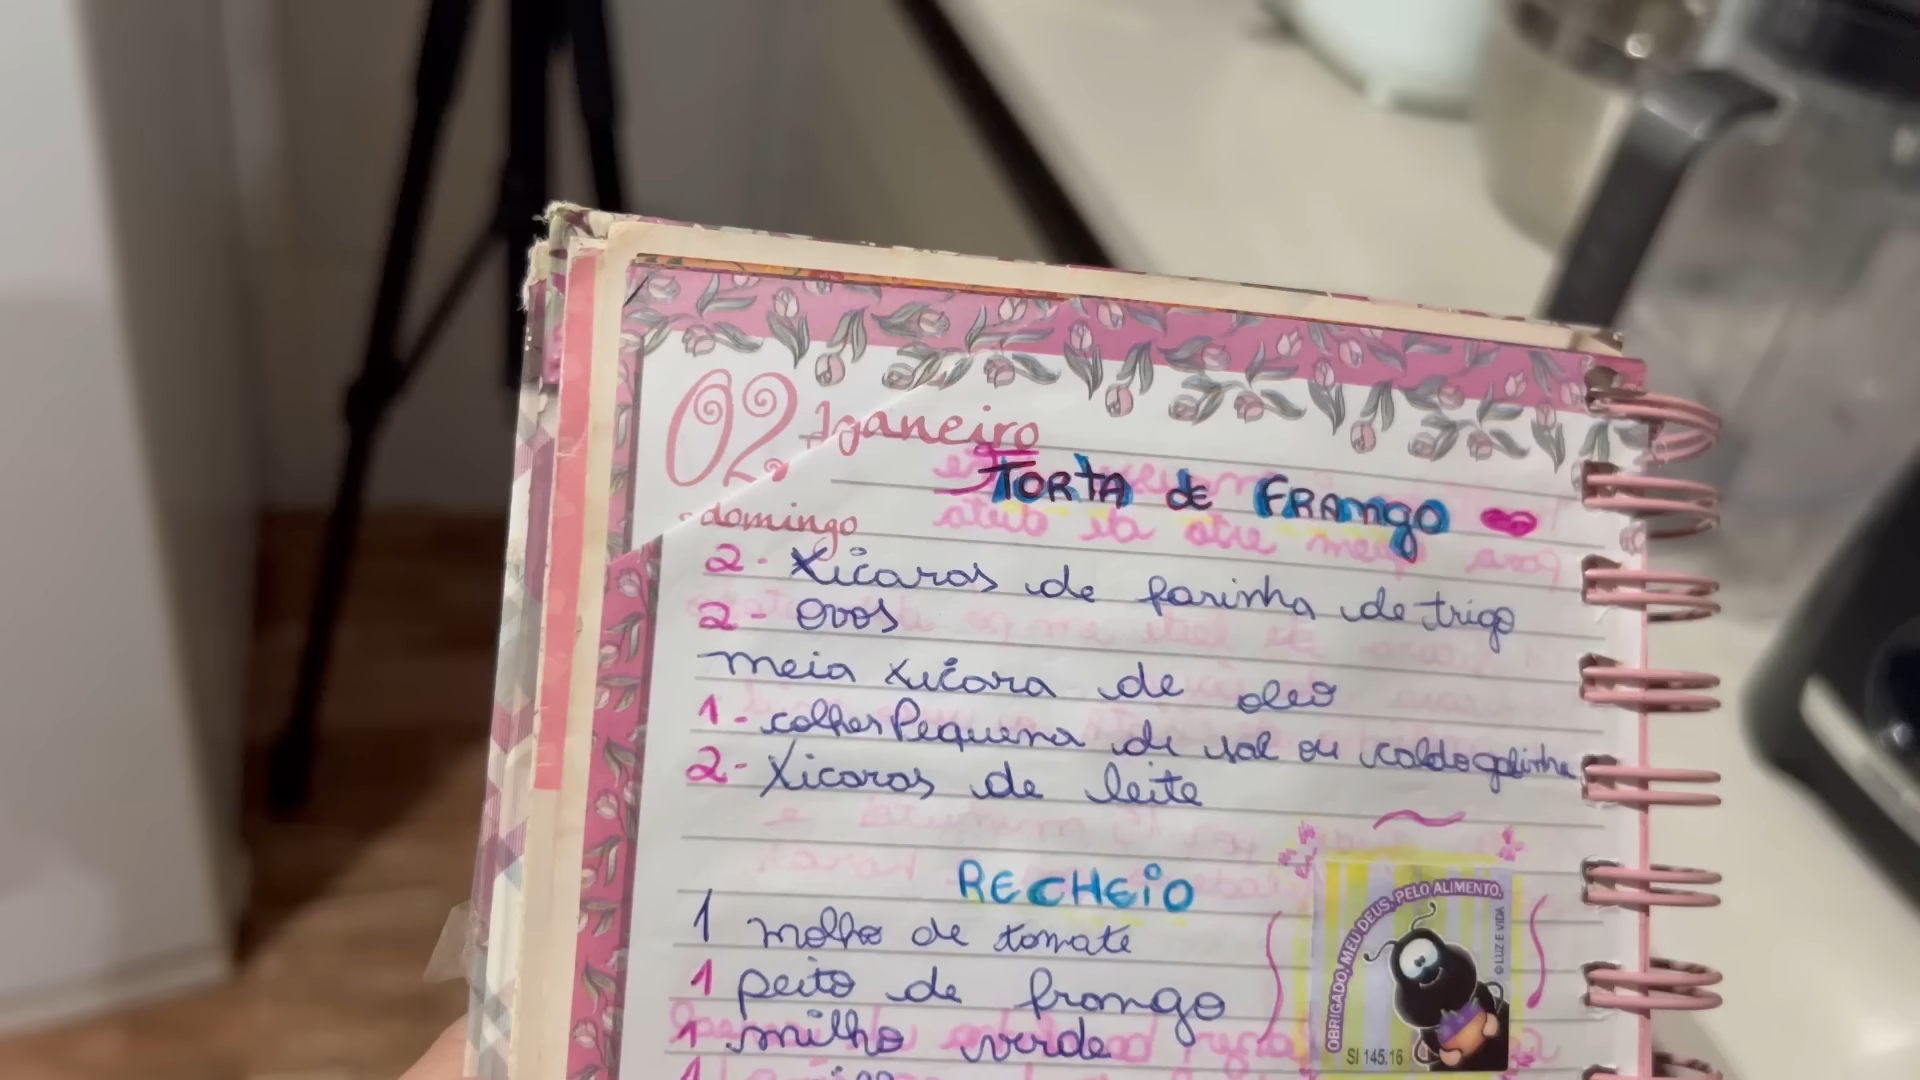 02 Janeiro
domingo
TORTA de FRANGO
2- Xicaras de farinha de trigo
2- ovos
meia xicara de oleo
1- colher Pequena de sal ou caldo galinha
2- Xicaras de leite
RECHEIO
1 molho de tomate
1 peito de frango
1 milho verde
OBRIGADO, MEU DEUS, PELO ALIMENTO.
© LUZ E VIDA
SI 145.16